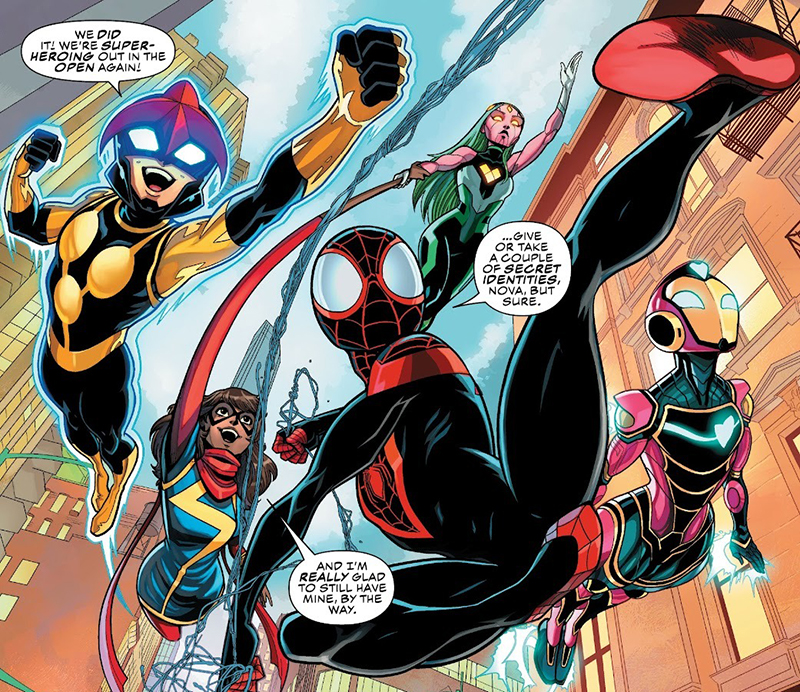 WE DID
IT! WE'RE SUPER-
HEROING OUT IN THE
OPEN AGAIN!
...GIVE
OR TAKE
A COUPLE
OF SECRET
IDENTITIES,
NOVA, BUT
SURE.
AND I'M
REALLY GLAD
TO STILL HAVE
MINE, BY THE
WAY.